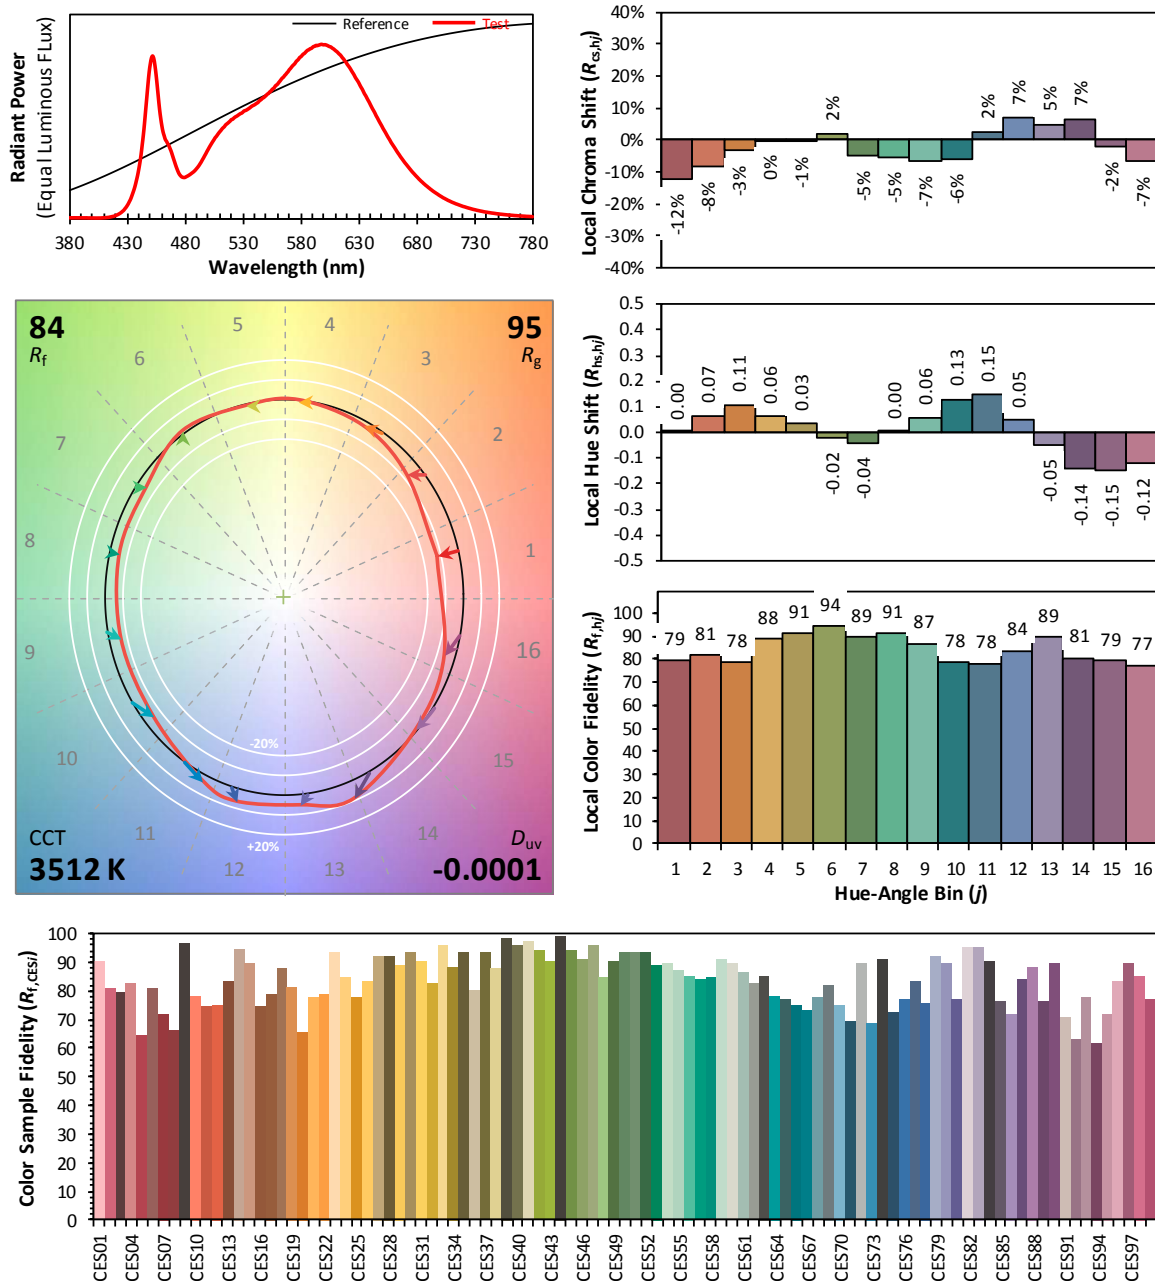 Radiant Power
(Equal Luminous FLux)
Reference
Test
380 430 480 530 580 630 680 730 780
Wavelength (nm)
Local Chroma Shift (Rcs,hj)
40%
30%
20%
10%
0%
-10%
-20%
-30%
-40%
-12% -8% -3% 0% -1% 2% -5% -5% -7% -6% 2% 7% 5% 7% -2% -7%
84
Rf
95
Rg
5 4
6 3
7 2
8 1
9 16
10 15
11 14
12 13
-20%
+20%
CCT
3512 K
Duv
-0.0001
Local Hue Shift (Rhs,hj)
0.5
0.4
0.3
0.2
0.1
0.0
-0.1
-0.2
-0.3
-0.4
-0.5
0.00 0.07 0.11 0.06 0.03 -0.02 -0.04 0.00 0.06 0.13 0.15 0.05 -0.05 -0.14 -0.15 -0.12
Local Color Fidelity (Rf,hj)
100
90
80
70
60
50
40
30
20
10
0
79 81 78 88 91 94 89 91 87 78 78 84 89 81 79 77
1 2 3 4 5 6 7 8 9 10 11 12 13 14 15 16
Hue-Angle Bin (j)
Color Sample Fidelity (Rf,CESi)
100
90
80
70
60
50
40
30
20
10
0
CES01 CES04 CES07 CES10 CES13 CES16 CES19 CES22 CES25 CES28 CES31 CES34 CES37 CES40 CES43 CES46 CES49 CES52 CES55 CES58 CES61 CES64 CES67 CES70 CES73 CES76 CES79 CES82 CES85 CES88 CES91 CES94 CES97